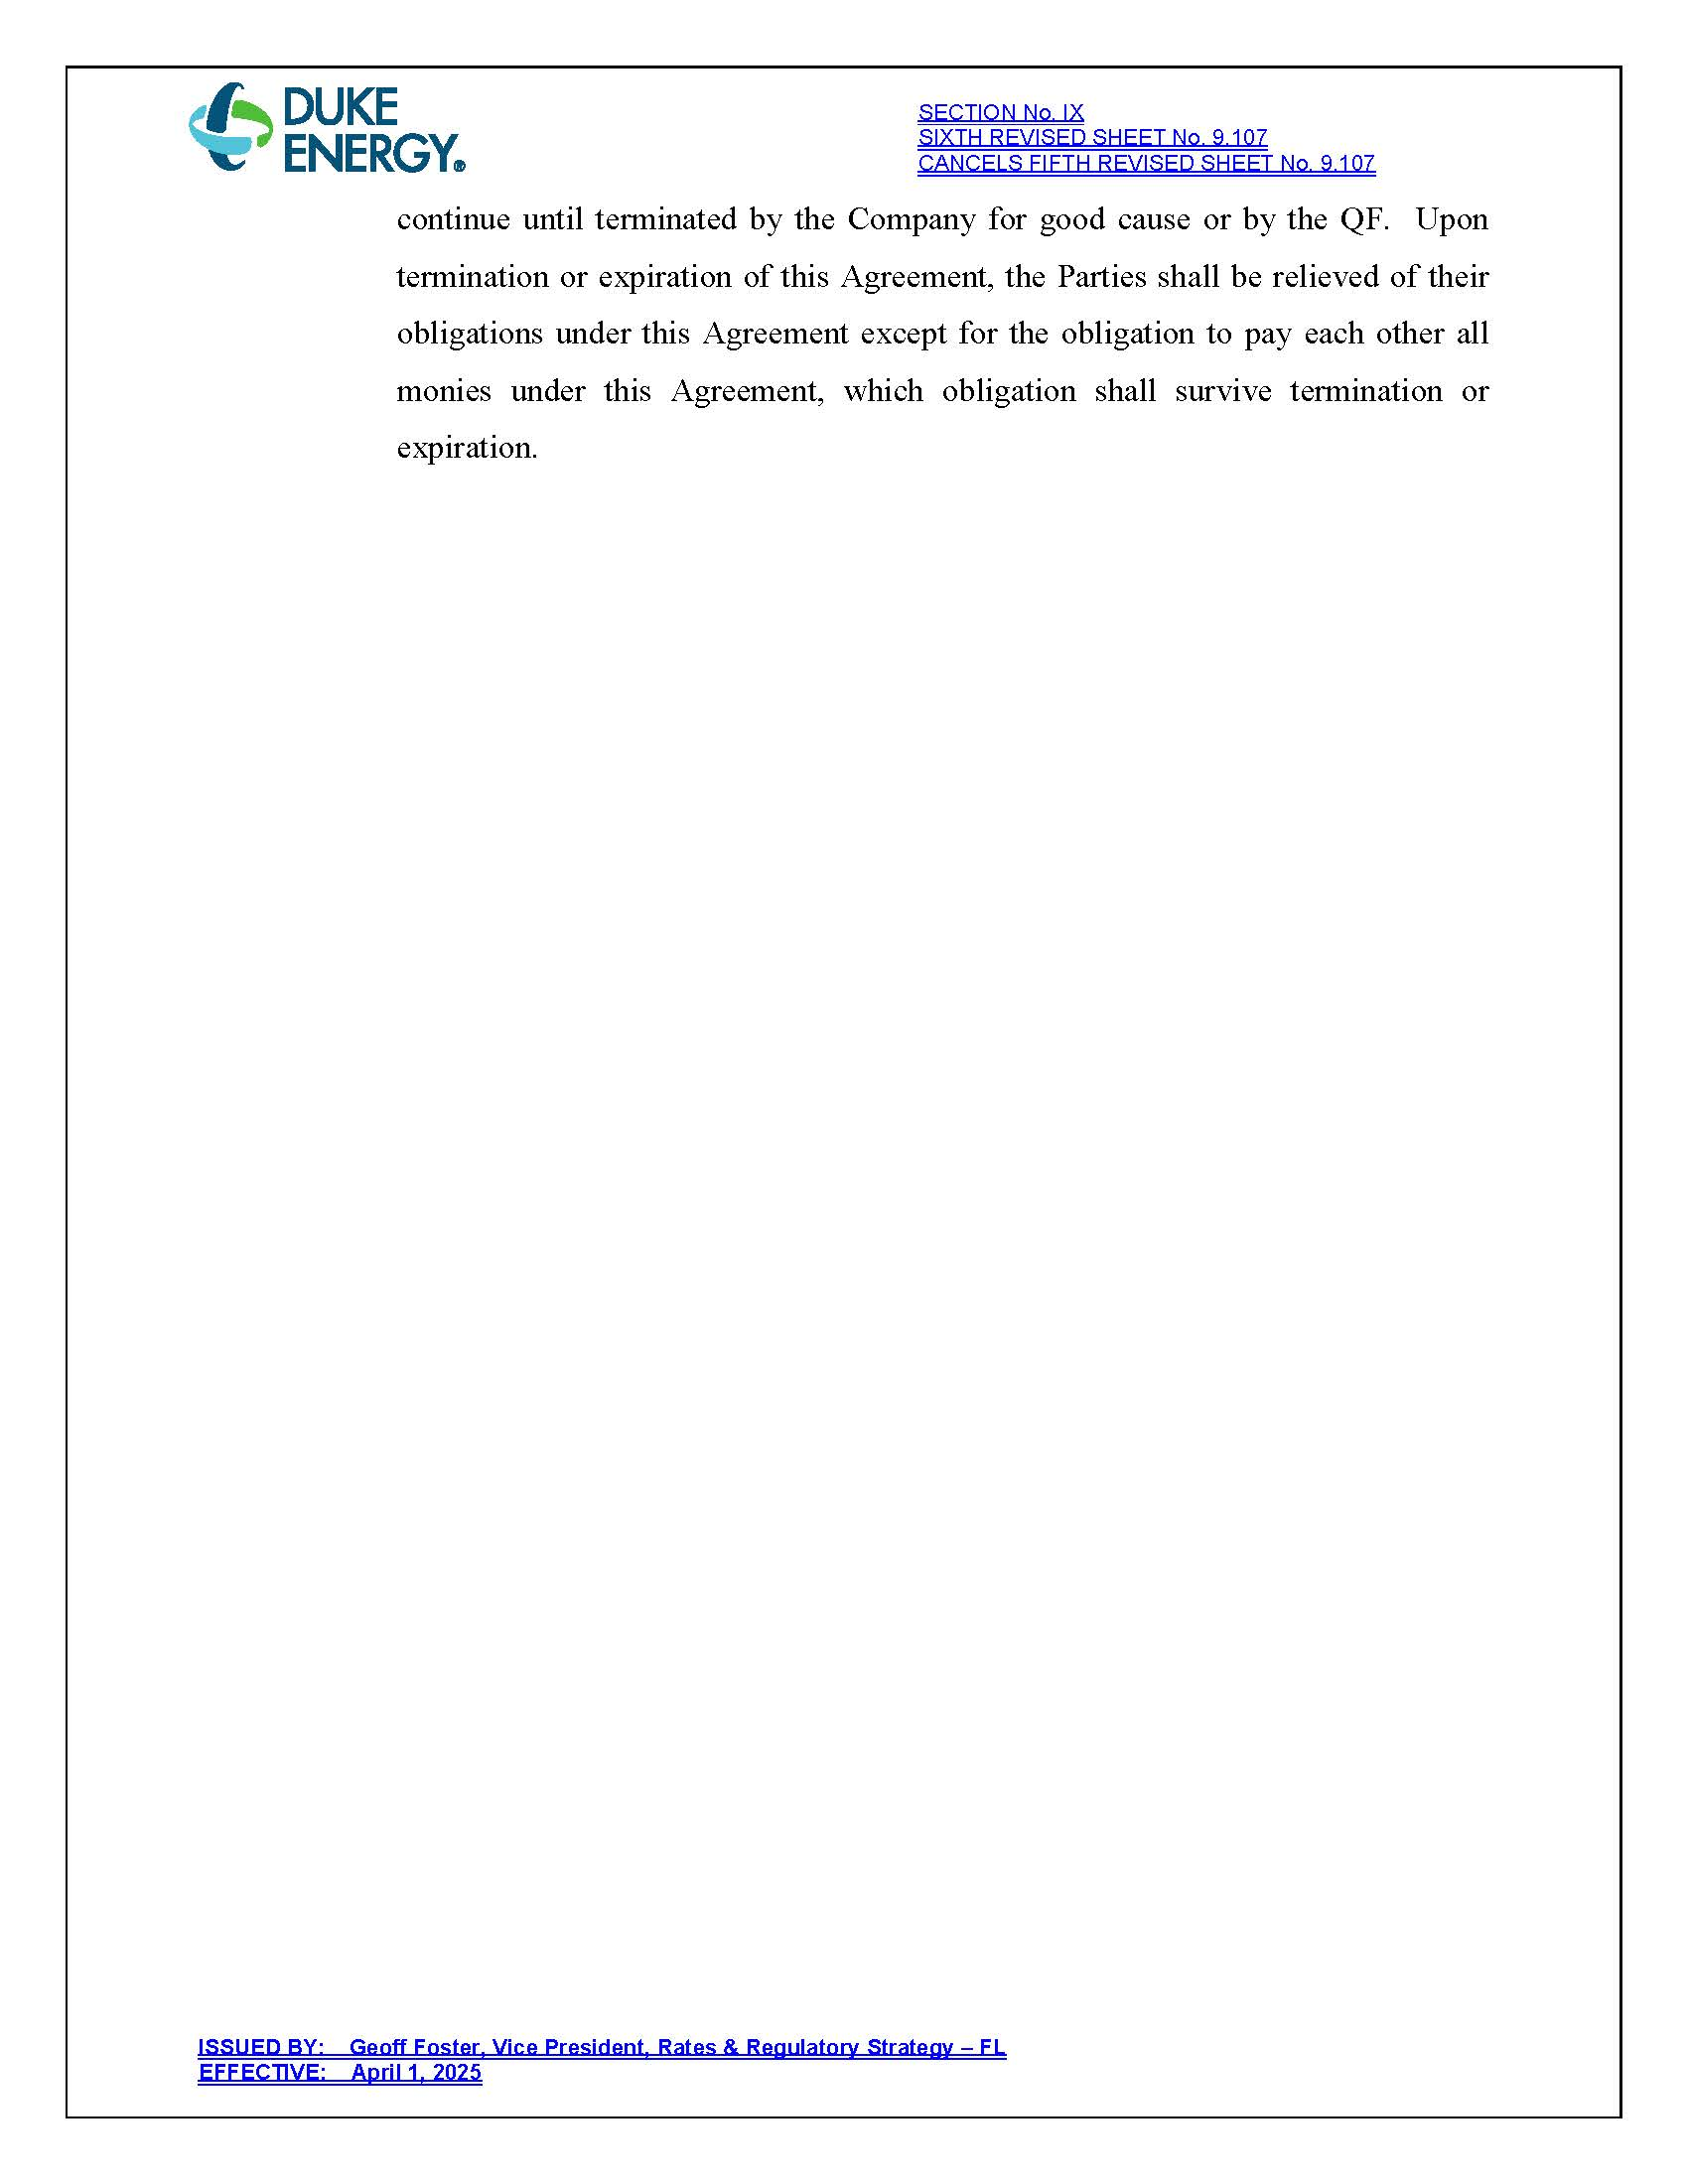 DUKE
ENERGY®
SECTION No. IX
SIXTH REVISED SHEET No. 9.107
CANCELS FIFTH REVISED SHEET No. 9.107
continue until terminated by the Company for good cause or by the QF.  Upon
termination or expiration of this Agreement, the Parties shall be relieved of their
obligations under this Agreement except for the obligation to pay each other all
monies under this Agreement, which obligation shall survive termination or
expiration.
ISSUED BY:    Geoff Foster, Vice President, Rates & Regulatory Strategy – FL
EFFECTIVE:    April 1, 2025